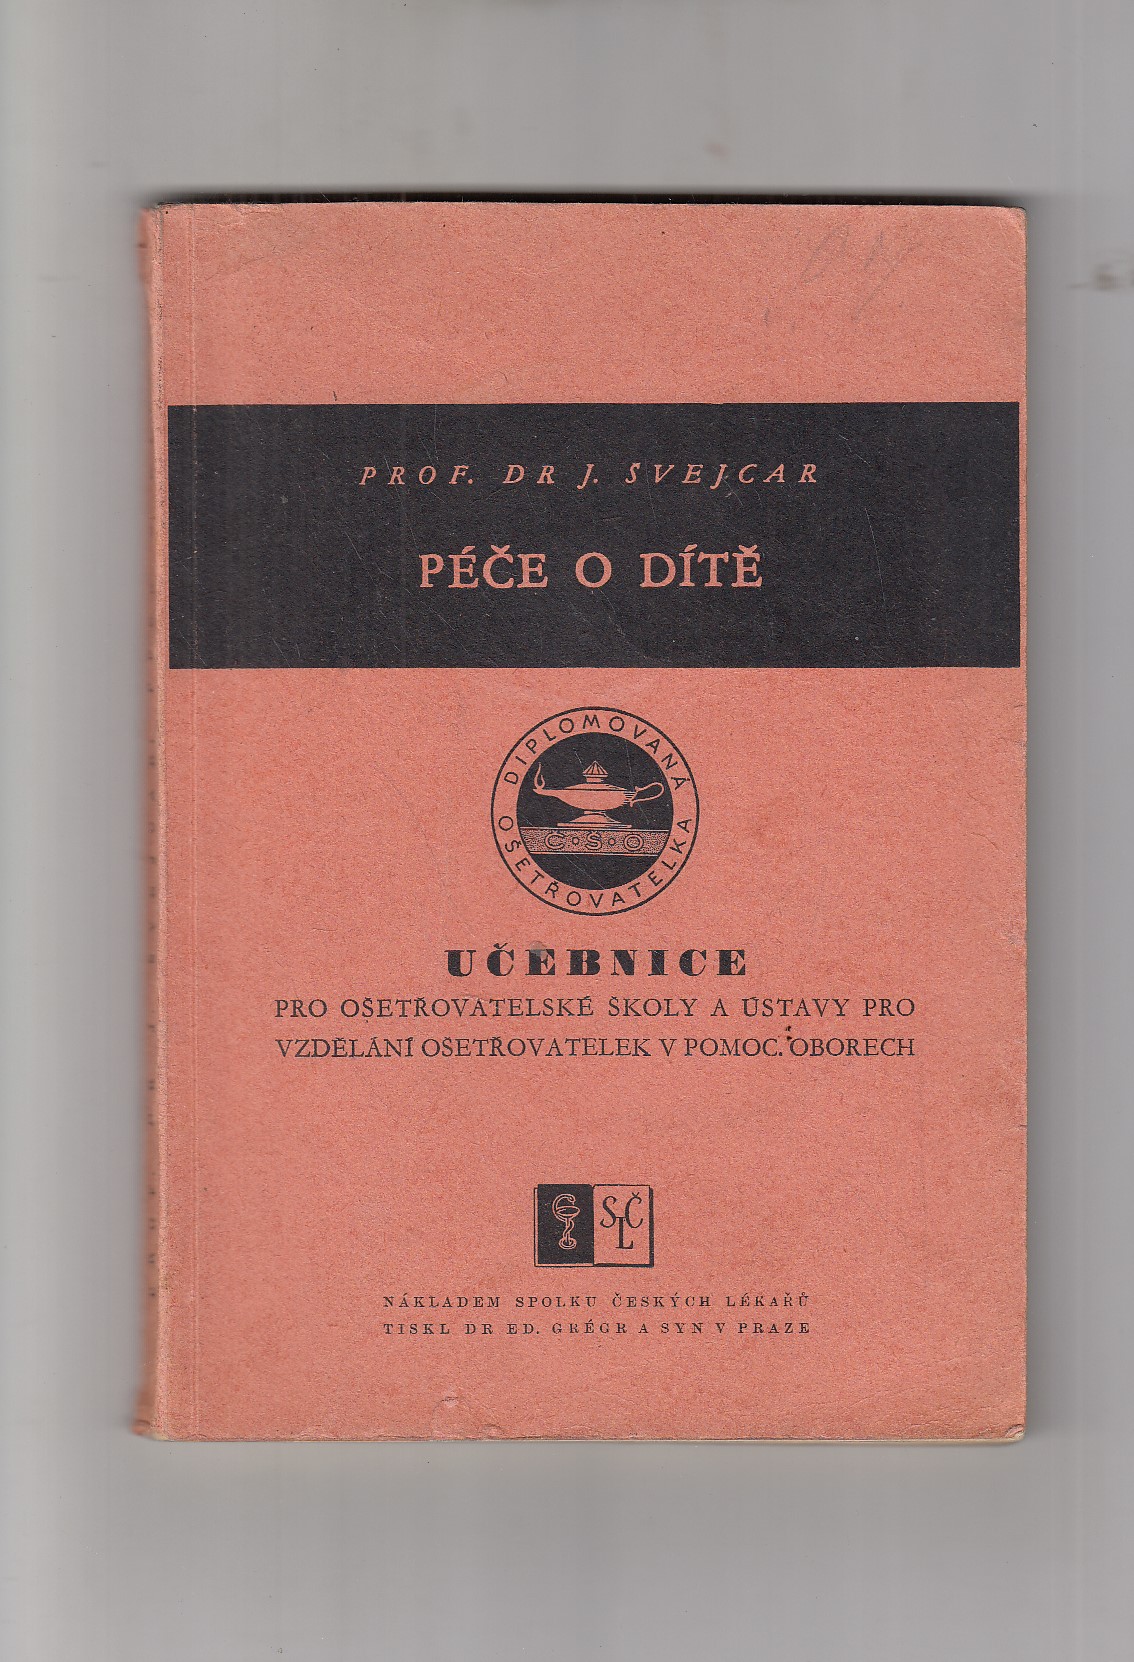 PROF. DR J. ŠVEJCAR
PÉČE O DÍTĚ
DIPLOMOVANÁ
OŠETŘOVATELKA
Č·Š·O
UČEBNICE
PRO OŠETŘOVATELSKÉ ŠKOLY A ÚSTAVY PRO
VZDĚLÁNÍ OŠETŘOVATELEK V POMOC. OBORECH
SLČ
NÁKLADEM SPOLKU ČESKÝCH LÉKAŘŮ
TISKL DR ED. GRÉGR A SYN V PRAZE